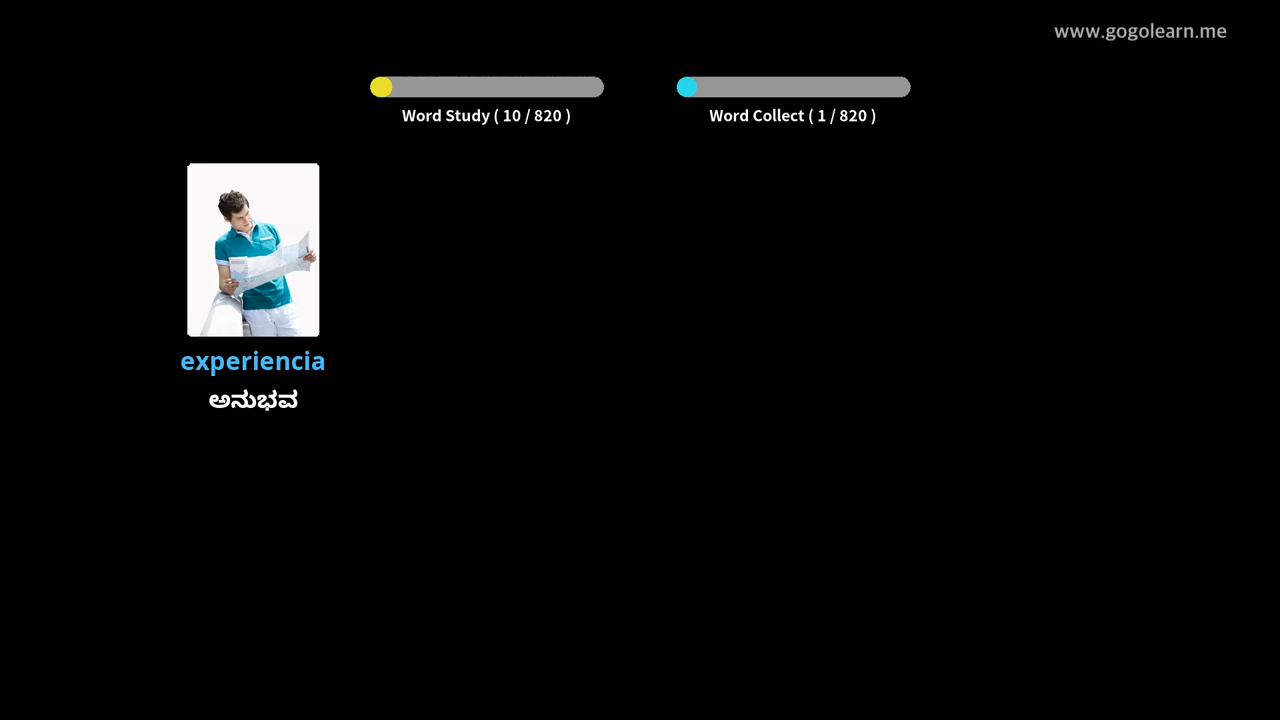 www.gogolearn.me
Word Study ( 10 / 820 )
Word Collect ( 1 / 820 )
experiencia
ಅನುಭವ